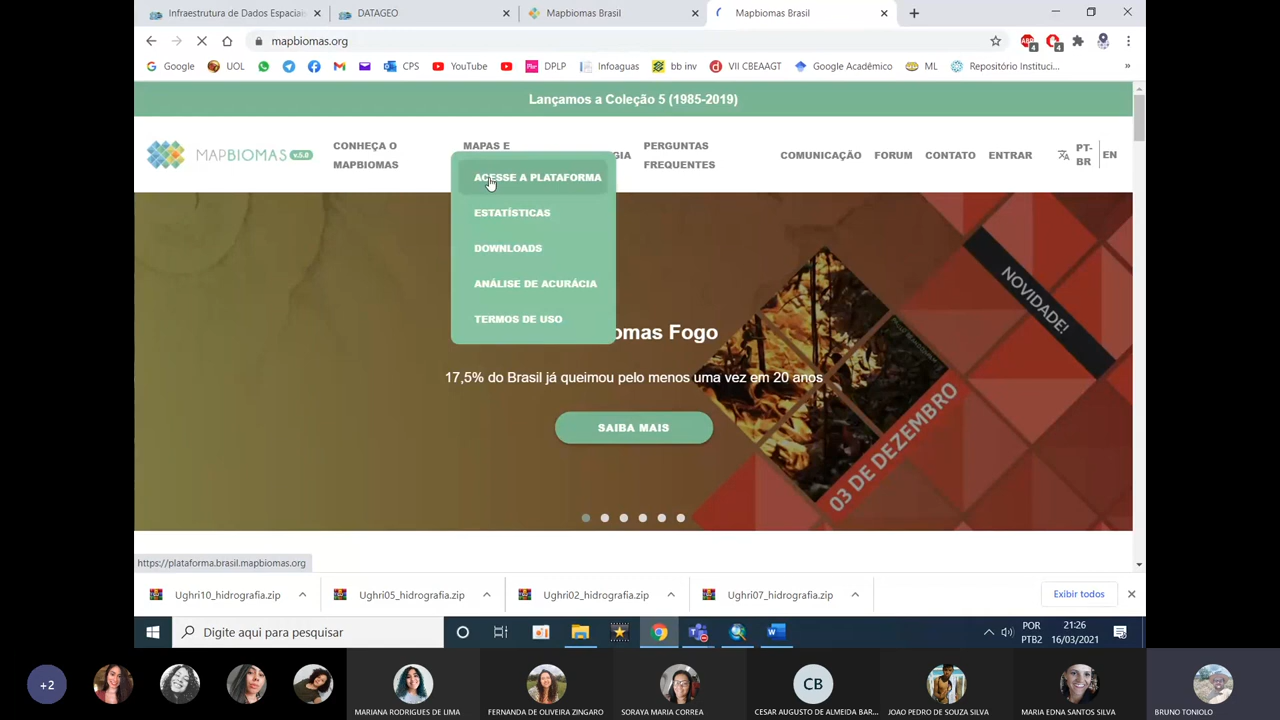 Infraestrutura de Dados Espaciais
DATAGEO
Mapbiomas Brasil
Mapbiomas Brasil
mapbiomas.org
Google
UOL
CPS
YouTube
DPLP
Infoaguas
bb inv
VII CBEAAGT
Google Acadêmico
ML
Repositório Instituci...
»
Lançamos a Coleção 5 (1985-2019)
MAPBIOMAS v.5.0
CONHEÇA O
MAPBIOMAS
MAPAS E
GIA
PERGUNTAS
FREQUENTES
COMUNICAÇÃO
FORUM
CONTATO
ENTRAR
PT-
BR
EN
ACESSE A PLATAFORMA
ESTATÍSTICAS
DOWNLOADS
ANÁLISE DE ACURÁCIA
TERMOS DE USO
omas Fogo
17,5% do Brasil já queimou pelo menos uma vez em 20 anos
SAIBA MAIS
NOVIDADE!
03 DE DEZEMBRO
https://plataforma.brasil.mapbiomas.org
Ughri10_hidrografia.zip
Ughri05_hidrografia.zip
Ughri02_hidrografia.zip
Ughri07_hidrografia.zip
Exibir todos
Digite aqui para pesquisar
POR
PTB2
21:26
16/03/2021
+2
MARIANA RODRIGUES DE LIMA
FERNANDA DE OLIVEIRA ZINGARO
SORAYA MARIA CORREA
CB
CESAR AUGUSTO DE ALMEIDA BAR...
JOAO PEDRO DE SOUZA SILVA
MARIA EDNA SANTOS SILVA
BRUNO TONIOLO